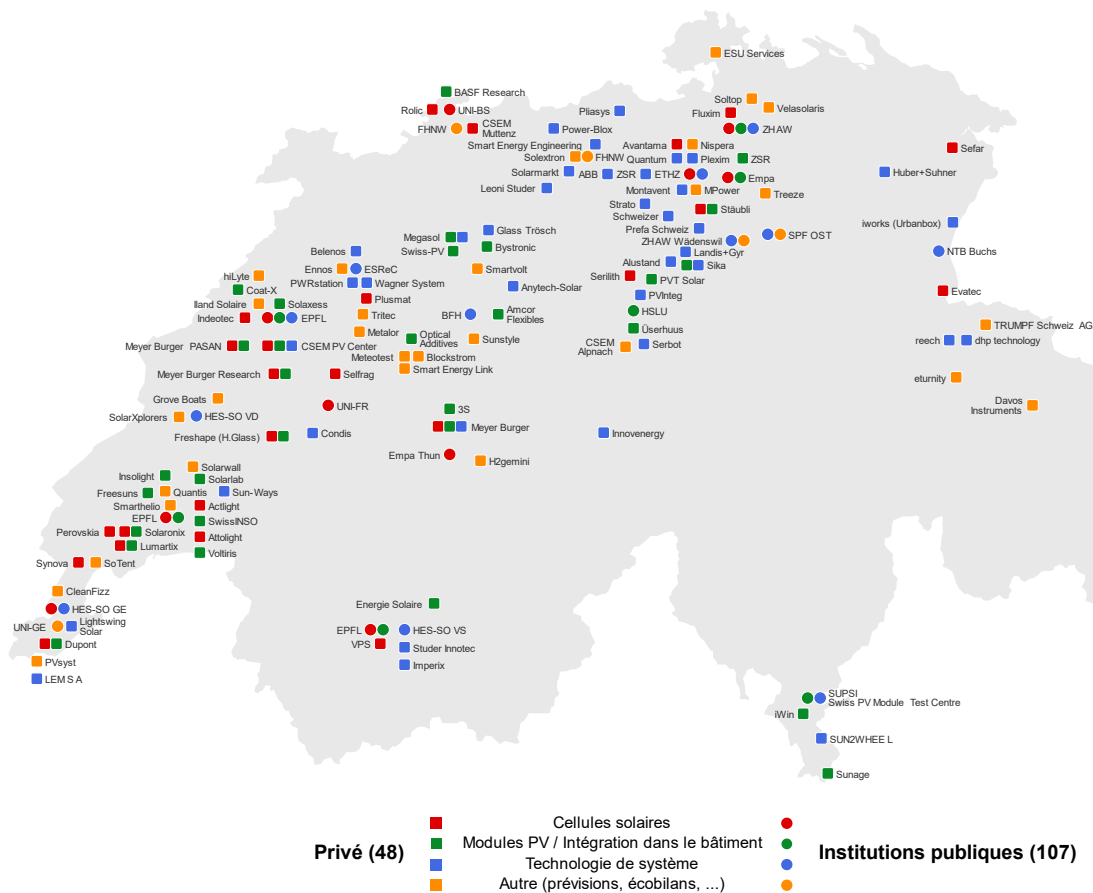 ESU Services
BASF Research
Soltop
Velasolaris
Rolic
UNI-BS
Pliasys
Fluxim
FHNW
CSEM
Muttenz
Power-Blox
ZHAW
Smart Energy Engineering
Avantama
Nispera
Sefar
Solextron
FHNW
Quantum
Plexim
ZSR
Solarmarkt
ABB
ZSR
ETHZ
Empa
Huber+Suhner
Leoni Studer
Montavent
MPower
Treeze
Strato
Stäubli
Schweizer
iworks (Urbanbox)
Glass Trösch
Prefa Schweiz
Megasol
ZHAW Wädenswil
SPF OST
Belenos
Swiss-PV
Bystronic
Landis+Gyr
NTB Buchs
Ennos
ESReC
Smartvolt
Alustand
Sika
hiLyte
PWRstation
Wagner System
Serilith
PVT Solar
Coat-X
Anytech-Solar
Evatec
Iland Solaire
Solaxess
Plusmat
PVInteg
Indeotec
EPFL
Tritec
BFH
Amcor
Flexibles
HSLU
Metalor
Üserhuus
TRUMPF Schweiz AG
Optical
Additives
Sunstyle
CSEM
Alpnach
Serbot
reech
dhp technology
Meyer Burger PASAN
CSEM PV Center
Meteotest
Blockstrom
Smart Energy Link
Meyer Burger Research
Selfrag
eturnity
Grove Boats
UNI-FR
Davos
Instruments
SolarXplorers
HES-SO VD
3S
Freshape (H.Glass)
Condis
Meyer Burger
Innovenergy
Empa Thun
H2gemini
Solarwall
Insolight
Solarlab
Freesuns
Quantis
Sun-Ways
Smarthelio
Actlight
EPFL
SwissINSO
Perovskia
Solaronix
Attolight
Lumartix
Voltiris
Synova
SoTent
CleanFizz
Energie Solaire
HES-SO GE
UNI-GE
Lightswing
Solar
EPFL
HES-SO VS
Dupont
VPS
Studer Innotec
PVsyst
Imperix
LEM S A
SUPSI
Swiss PV Module Test Centre
iWin
SUN2WHEE L
Sunage
Cellules solaires
Privé (48)
Modules PV / Intégration dans le bâtiment
Institutions publiques (107)
Technologie de système
Autre (prévisions, écobilans, ...)